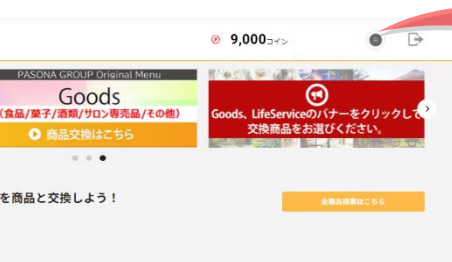 9,000コイン
PASONA GROUP Original Menu
Goods
(食品/菓子/酒類/サロン専売品/その他)
商品交換はこちら
Goods、LifeServiceのバナーをクリックして
交換商品をお選びください。
を商品と交換しよう！
全商品検索はこちら